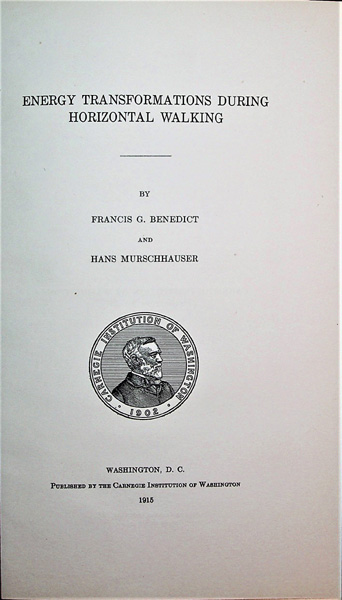 ENERGY TRANSFORMATIONS DURING
HORIZONTAL WALKING
BY
FRANCIS G. BENEDICT
AND
HANS MURSCHHAUSER
CARNEGIE INSTITUTION OF WASHINGTON
· 1902 ·
WASHINGTON, D. C.
PUBLISHED BY THE CARNEGIE INSTITUTION OF WASHINGTON
1915